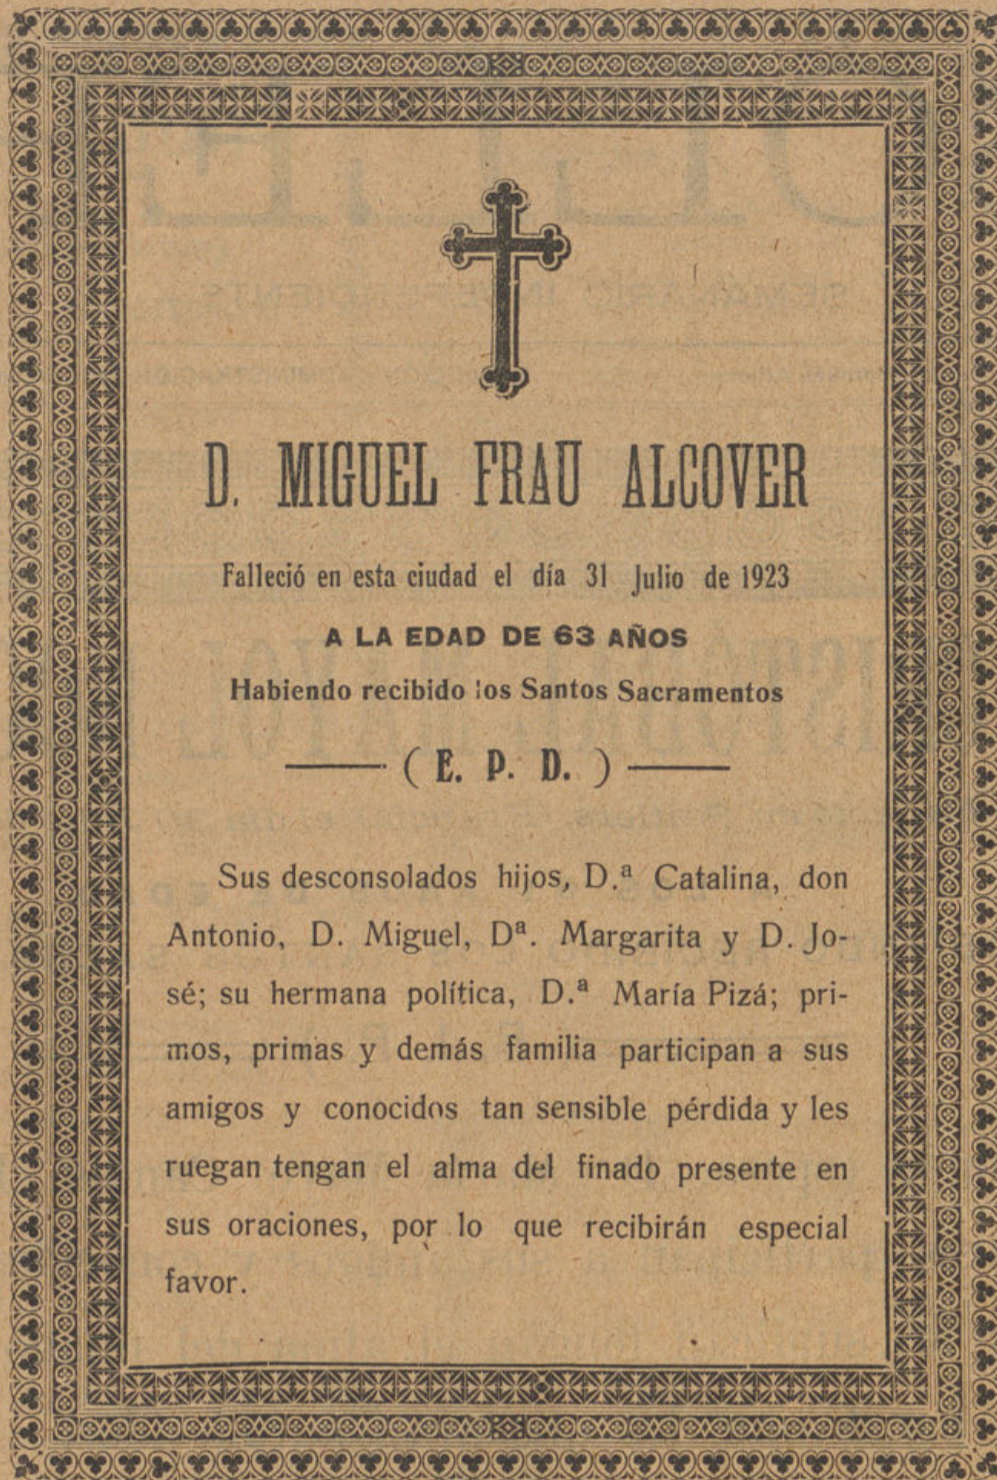 D. MIGUEL FRAU ALCOVER
Falleció en esta ciudad el día 31 Julio de 1923
A LA EDAD DE 63 AÑOS
Habiendo recibido los Santos Sacramentos
( E. P. D. )
Sus desconsolados hijos, D.ª Catalina, don
Antonio, D. Miguel, Dª. Margarita y D. Jo-
sé; su hermana política, D.ª María Pizá; pri-
mos, primas y demás familia participan a sus
amigos y conocidos tan sensible pérdida y les
ruegan tengan el alma del finado presente en
sus oraciones, por lo que recibirán especial
favor.